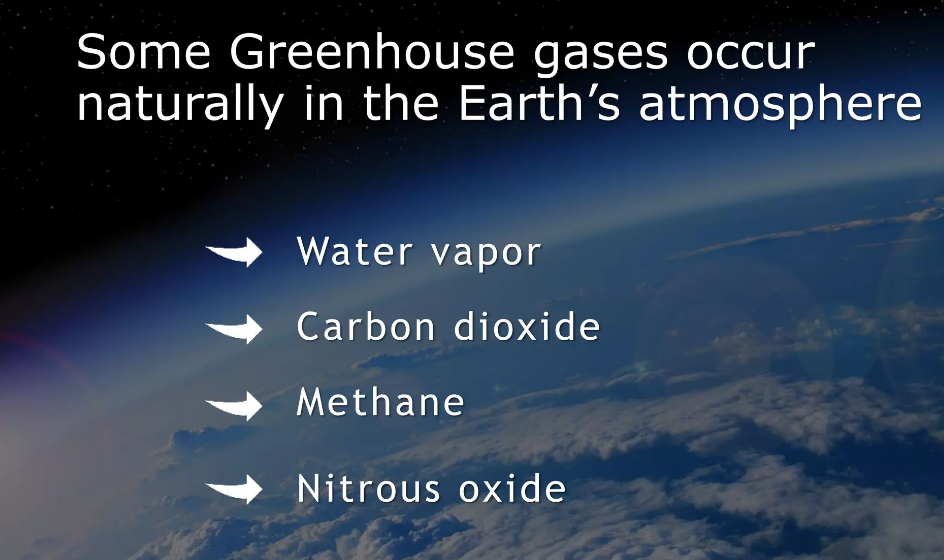 Some Greenhouse gases occur
naturally in the Earth’s atmosphere
Water vapor
Carbon dioxide
Methane
Nitrous oxide